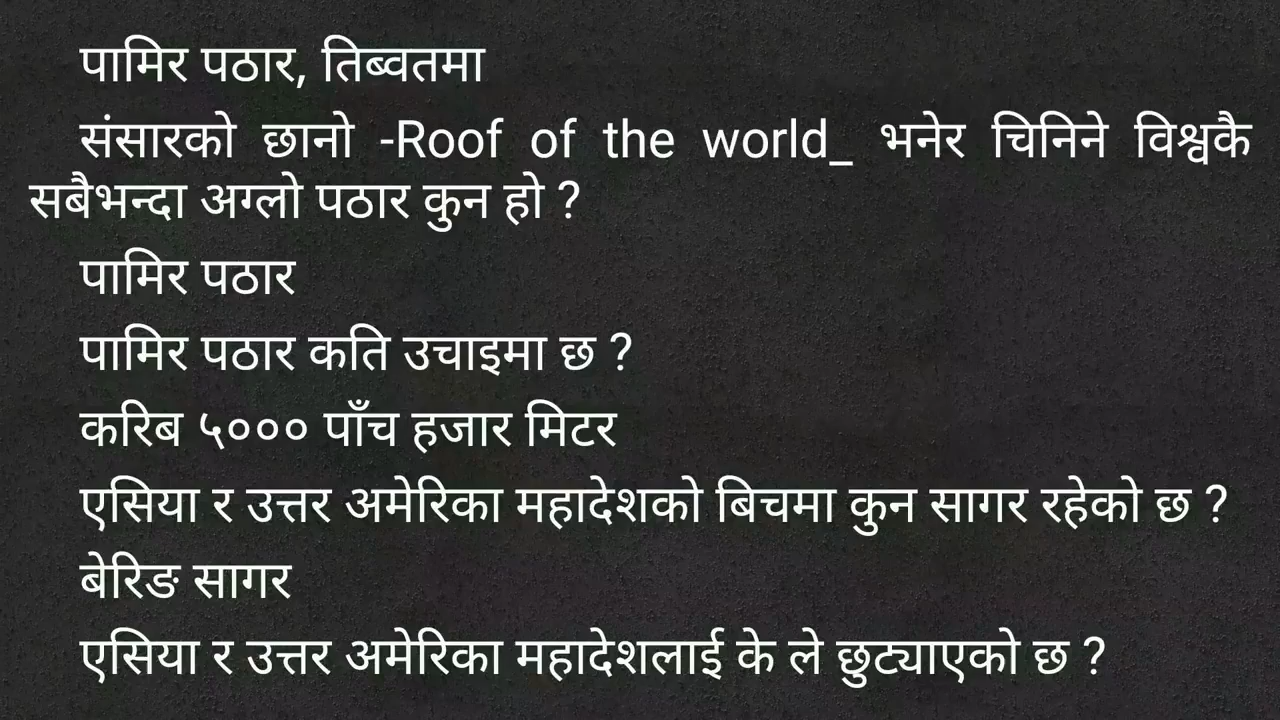 पामिर पठार, तिब्वतमा
संसारको छानो -Roof of the world_ भनेर चिनिने विश्वकै
सबैभन्दा अग्लो पठार कुन हो ?
पामिर पठार
पामिर पठार कति उचाइमा छ ?
करिब ५००० पाँच हजार मिटर
एसिया र उत्तर अमेरिका महादेशको बिचमा कुन सागर रहेको छ ?
बेरिङ सागर
एसिया र उत्तर अमेरिका महादेशलाई के ले छुट्याएको छ ?